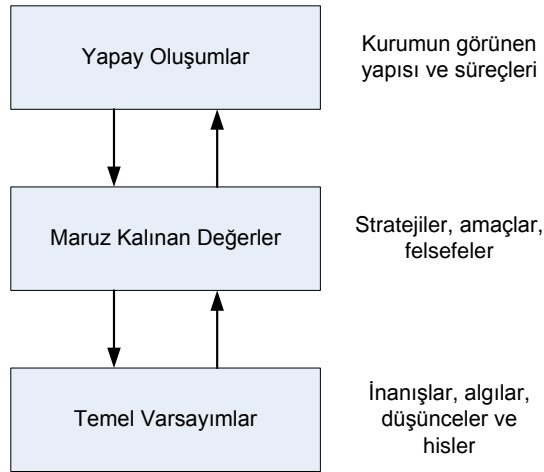 Yapay Oluşumlar
Kurumun görünen
yapısı ve süreçleri
Maruz Kalınan Değerler
Stratejiler, amaçlar,
felsefeler
Temel Varsayımlar
İnanışlar, algılar,
düşünceler ve
hisler